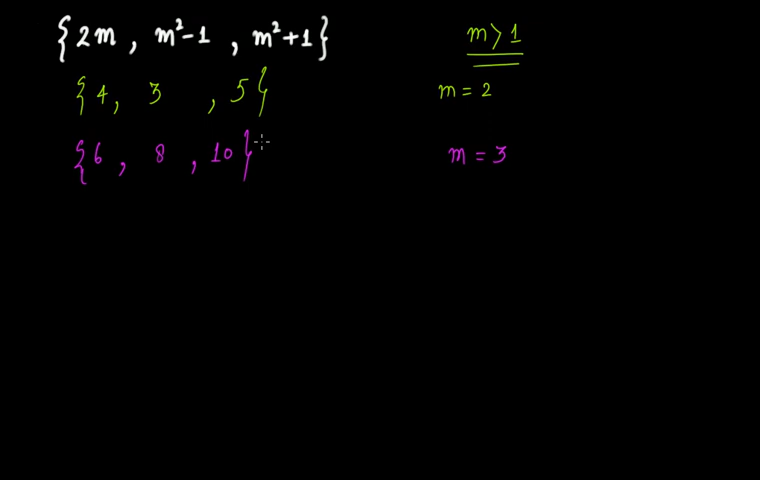 {2m, m²-1, m²+1} m>1
{4, 3, 5} m=2
{6, 8, 10} m=3